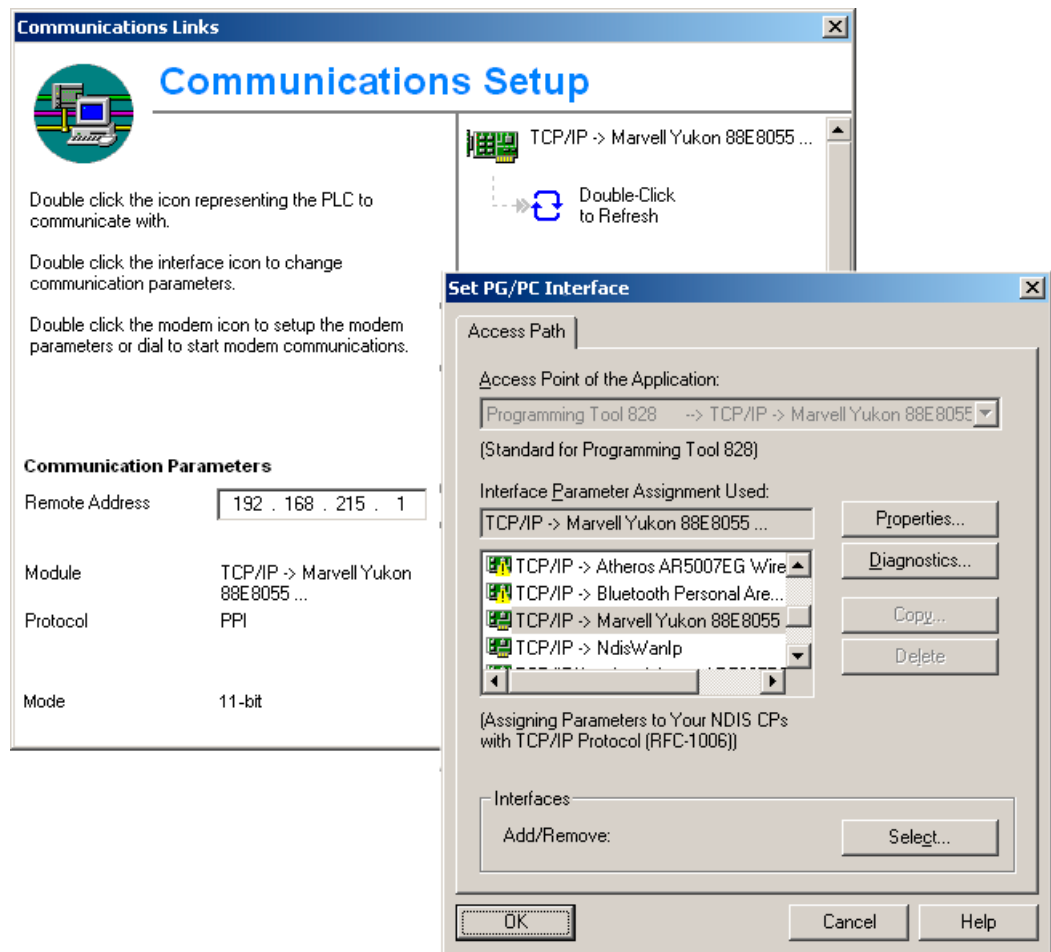 Communications Links
Communications Setup
TCP/IP -> Marvell Yukon 88E8055 ...
Double-Click
to Refresh
Double click the icon representing the PLC to
communicate with.
Double click the interface icon to change
communication parameters.
Double click the modem icon to setup the modem
parameters or dial to start modem communications.
Communication Parameters
Remote Address
192 . 168 . 215 . 1
Module
TCP/IP -> Marvell Yukon
88E8055 ...
Protocol
PPI
Mode
11-bit
Set PG/PC Interface
Access Path
Access Point of the Application:
Programming Tool 828 --> TCP/IP -> Marvell Yukon 88E8055
(Standard for Programming Tool 828)
Interface Parameter Assignment Used:
TCP/IP -> Marvell Yukon 88E8055 ...
Properties...
Diagnostics...
Copy...
Delete
TCP/IP -> Atheros AR5007EG Wire
TCP/IP -> Bluetooth Personal Are...
TCP/IP -> Marvell Yukon 88E8055
TCP/IP -> NdisWanIp
(Assigning Parameters to Your NDIS CPs
with TCP/IP Protocol (RFC-1006))
Interfaces
Add/Remove:
Select...
OK
Cancel
Help